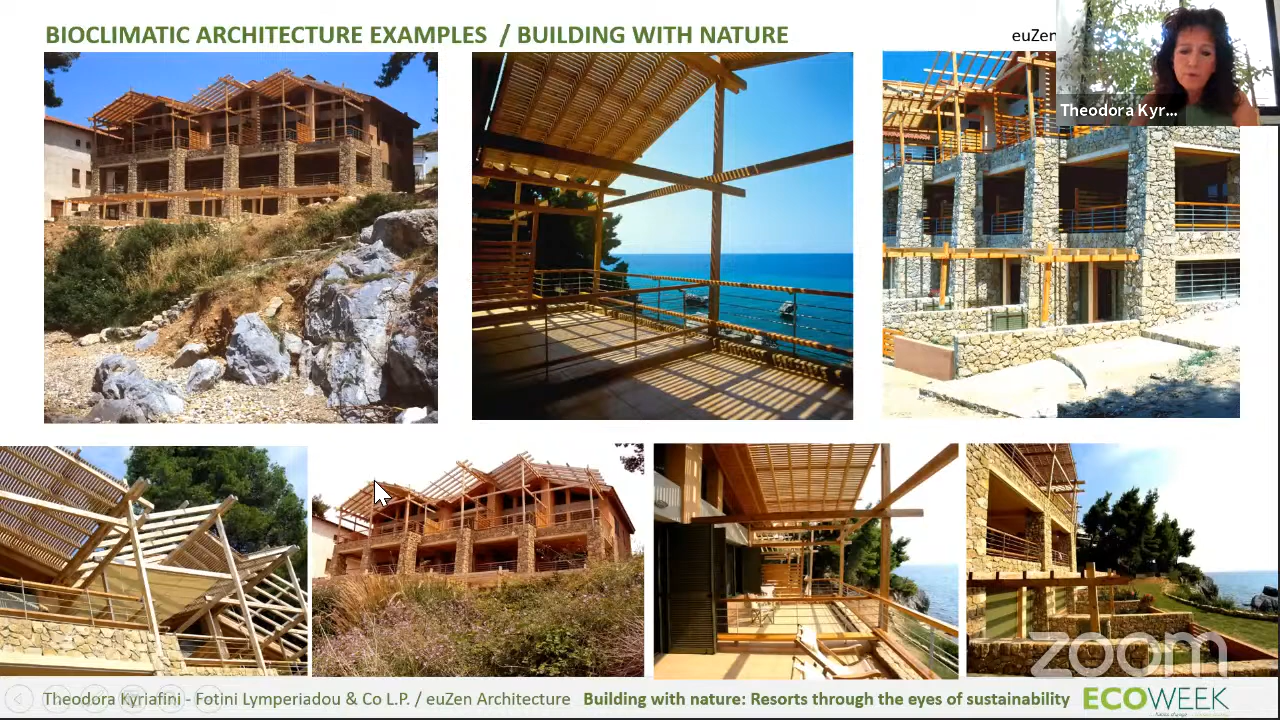 BIOCLIMATIC ARCHITECTURE EXAMPLES / BUILDING WITH NATURE
euZen
Theodora Kyr...
zoom
Theodora Kyriafini - Fotini Lymperiadou & Co L.P. / euZen Architecture Building with nature: Resorts through the eyes of sustainability ECOWEEK